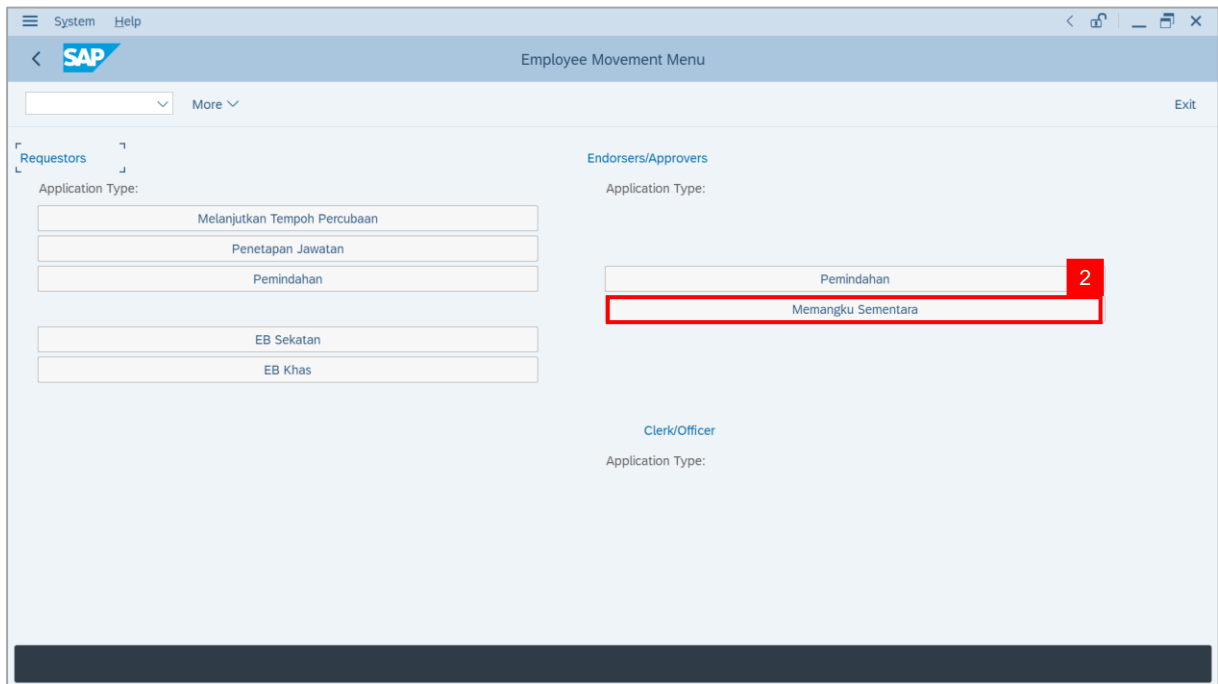 System Help
SAP
Employee Movement Menu
More
Exit
Requestors
Application Type:
Melanjutkan Tempoh Percubaan
Penetapan Jawatan
Pemindahan
EB Sekatan
EB Khas
Endorsers/Approvers
Application Type:
Pemindahan
2
Memangku Sementara
Clerk/Officer
Application Type: